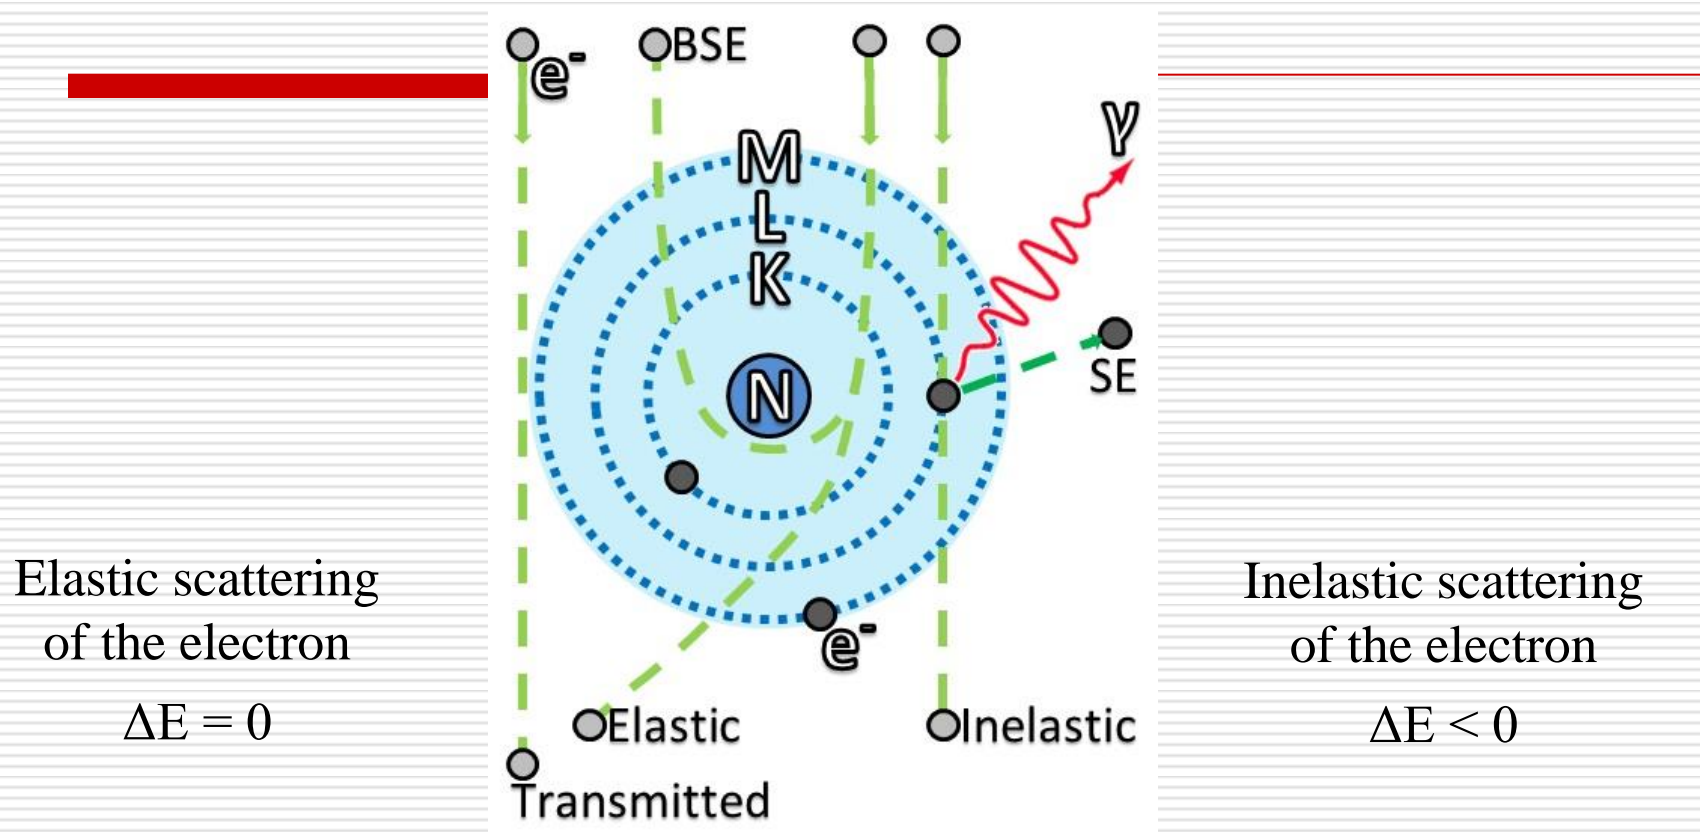 e-
BSE
γ
M
L
K
N
SE
e-
Elastic scattering
of the electron
ΔE = 0
Inelastic scattering
of the electron
ΔE < 0
Elastic
Inelastic
Transmitted